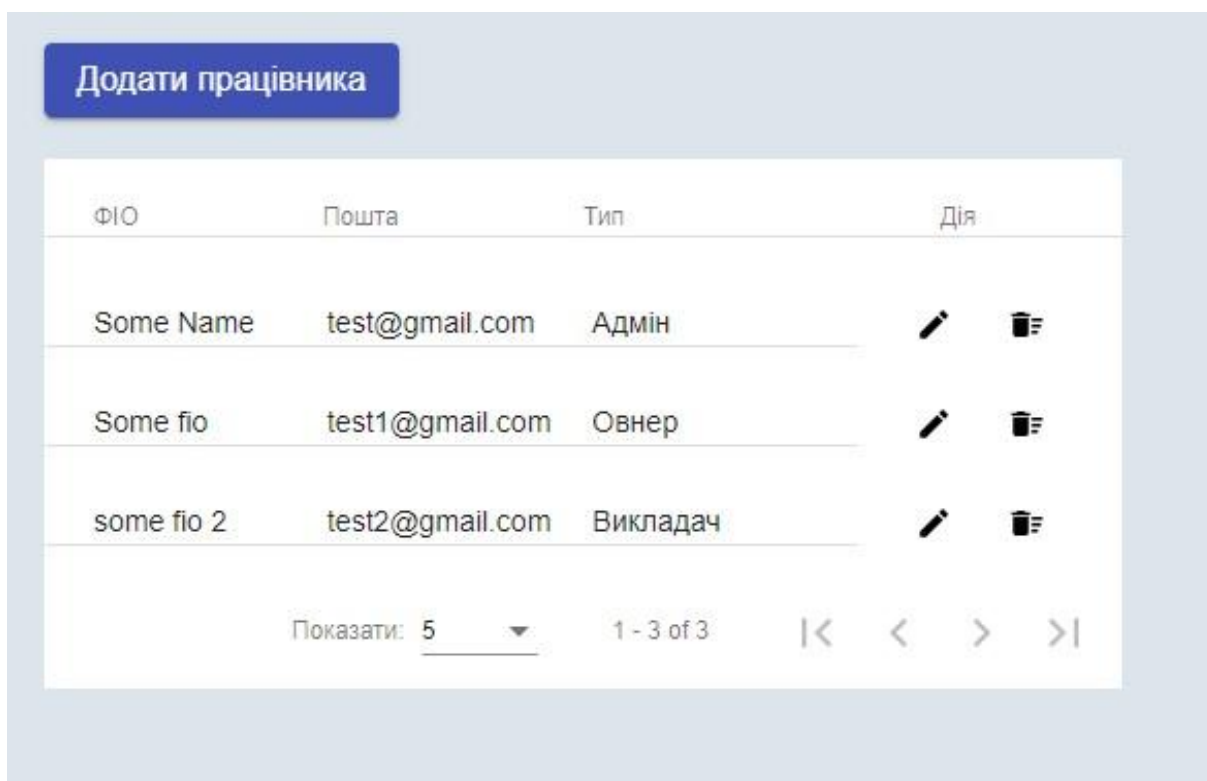 Додати працівника
ФІО Пошта Тип Дія
Some Name test@gmail.com Адмін
Some fio test1@gmail.com Овнер
some fio 2 test2@gmail.com Викладач
Показати: 5 1 - 3 of 3